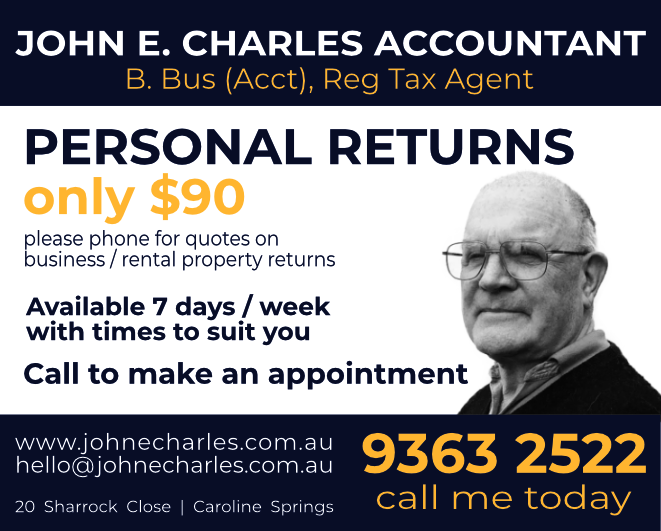 JOHN E. CHARLES ACCOUNTANT
B. Bus (Acct), Reg Tax Agent
PERSONAL RETURNS
only $90
please phone for quotes on
business / rental property returns
Available 7 days / week
with times to suit you
Call to make an appointment
www.johnecharles.com.au
hello@johnecharles.com.au
20 Sharrock Close | Caroline Springs
9363 2522
call me today